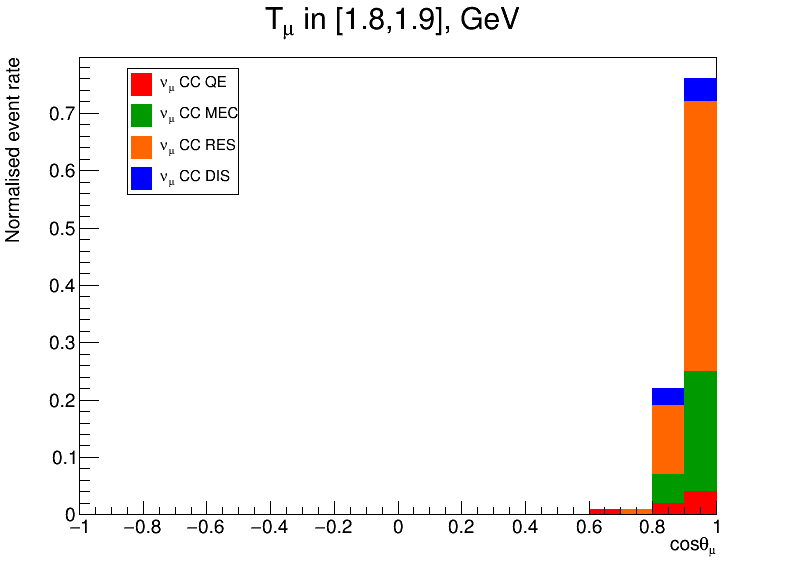 Tμ in [1.8,1.9], GeV
Normalised event rate
νμ CC QE
νμ CC MEC
νμ CC RES
νμ CC DIS
0.7
0.6
0.5
0.4
0.3
0.2
0.1
0
−1 −0.8 −0.6 −0.4 −0.2 0 0.2 0.4 0.6 0.8 1
cosθμ